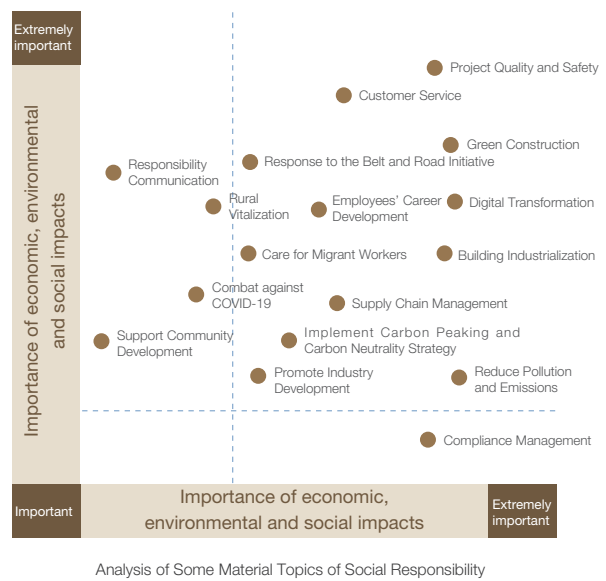 Extremely
important
Importance of economic, environmental
and social impacts
Project Quality and Safety
Customer Service
Green Construction
Response to the Belt and Road Initiative
Responsibility
Communication
Rural
Vitalization
Employees’ Career
Development
Digital Transformation
Care for Migrant Workers
Building Industrialization
Combat against
COVID-19
Supply Chain Management
Support Community
Development
Implement Carbon Peaking and
Carbon Neutrality Strategy
Promote Industry
Development
Reduce Pollution
and Emissions
Compliance Management
Important
Importance of economic,
environmental and social impacts
Extremely
important
Analysis of Some Material Topics of Social Responsibility